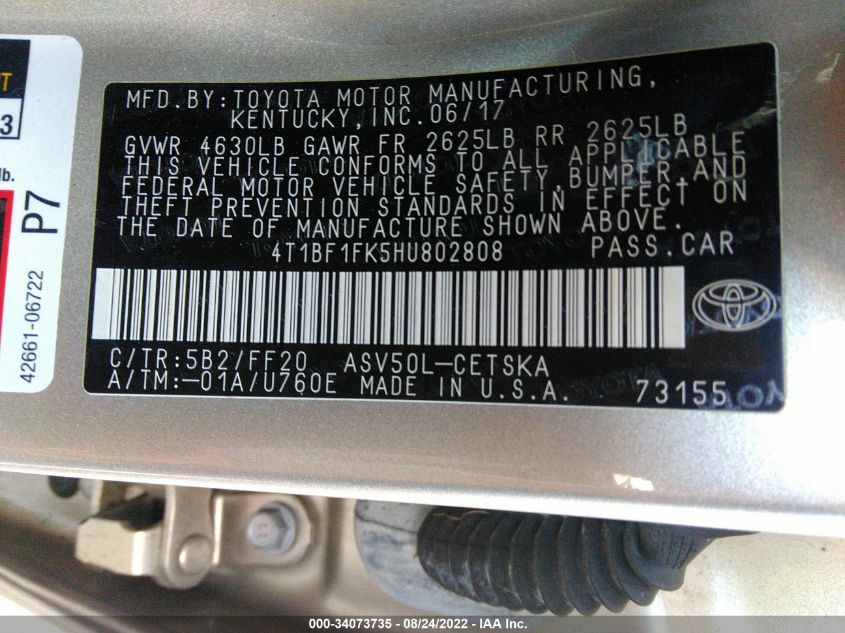 MFD. BY: TOYOTA MOTOR MANUFACTURING,
KENTUCKY, INC. 06/17
GVWR 4630LB GAWR FR 2625LB RR 2625LB
THIS VEHICLE CONFORMS TO ALL APPLICABLE
FEDERAL MOTOR VEHICLE SAFETY, BUMPER, AND
THEFT PREVENTION STANDARDS IN EFFECT ON
THE DATE OF MANUFACTURE SHOWN ABOVE.
4T1BF1FK5HU802808 PASS. CAR
C/TR: 5B2/FF20 ASV50L-CETSKA
A/TM: -01A/U760E MADE IN U.S.A. 73155
TOYOTA
3
lb.
P7
42661-06722
000-34073735 - 08/24/2022 - IAA Inc.